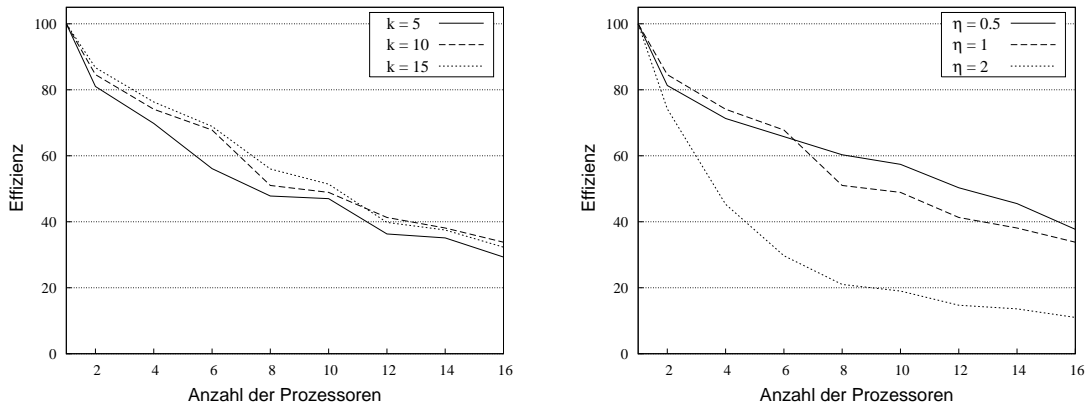 100
80
60
40
20
0
Effizienz
k = 5
k = 10
k = 15
2 4 6 8 10 12 14 16
Anzahl der Prozessoren
100
80
60
40
20
0
Effizienz
η = 0.5
η = 1
η = 2
2 4 6 8 10 12 14 16
Anzahl der Prozessoren